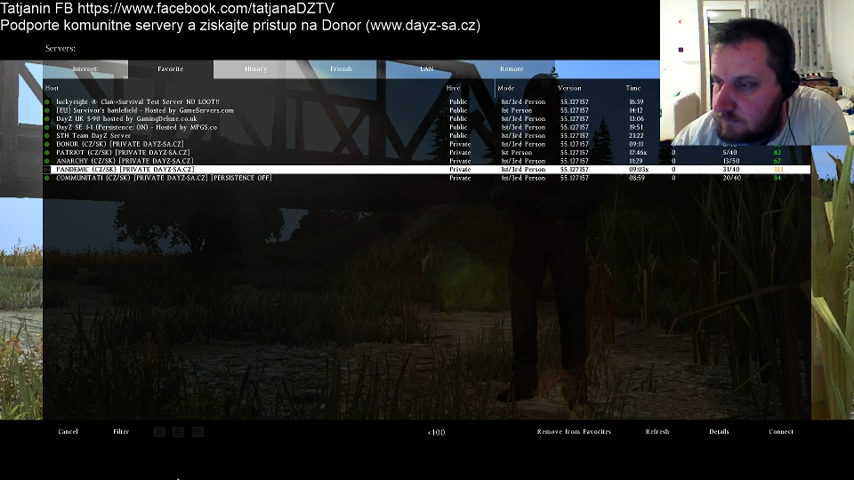 Tatjanin FB https://www.facebook.com/tatjanaDZTV
Podporte komunitne servery a ziskajte pristup na Donor (www.dayz-sa.cz)
Servers:
Internet Favorite History Friends LAN Remote
Host Hive Mode Version Time
luckyeight Clan+Survival Test Server NO LOOT!! Public 1st/3rd Person 55.127157 16:39
[EU] Survivor's battlefield - Hosted by GameServers.com Public 1st/3rd Person 55.127157 14:12
DayZ UK 5-90 hosted by GamingDeluxe.co.uk Public 1st/3rd Person 55.127157 13:06
DayZ SE 1-1 (Persistence: ON) - Hosted by MPGS.co Public 1st/3rd Person 55.127157 19:51
STH Team DayZ Server Public 1st/3rd Person 55.127157 21:22
DONOR (CZ/SK) [PRIVATE DAYZ-SA.CZ] Private 1st/3rd Person 55.127157 09:11
PATRIOT (CZ/SK) [PRIVATE DAYZ-SA.CZ] Private 1st Person 55.127157 17:46x 0 5/40 82
ANARCHY (CZ/SK) [PRIVATE DAYZ-SA.CZ] Private 1st/3rd Person 55.127157 11:29 0 13/50 67
PANDEMIC (CZ/SK) [PRIVATE DAYZ-SA.CZ] Private 1st/3rd Person 55.127157 09:03x 0 31/40
COMMUNITATI (CZ/SK) [PRIVATE DAYZ-SA.CZ] [PERSISTENCE OFF] Private 1st/3rd Person 55.127157 08:59 0 20/40 84
Cancel Filter <100 Remove from Favorites Refresh Details Connect